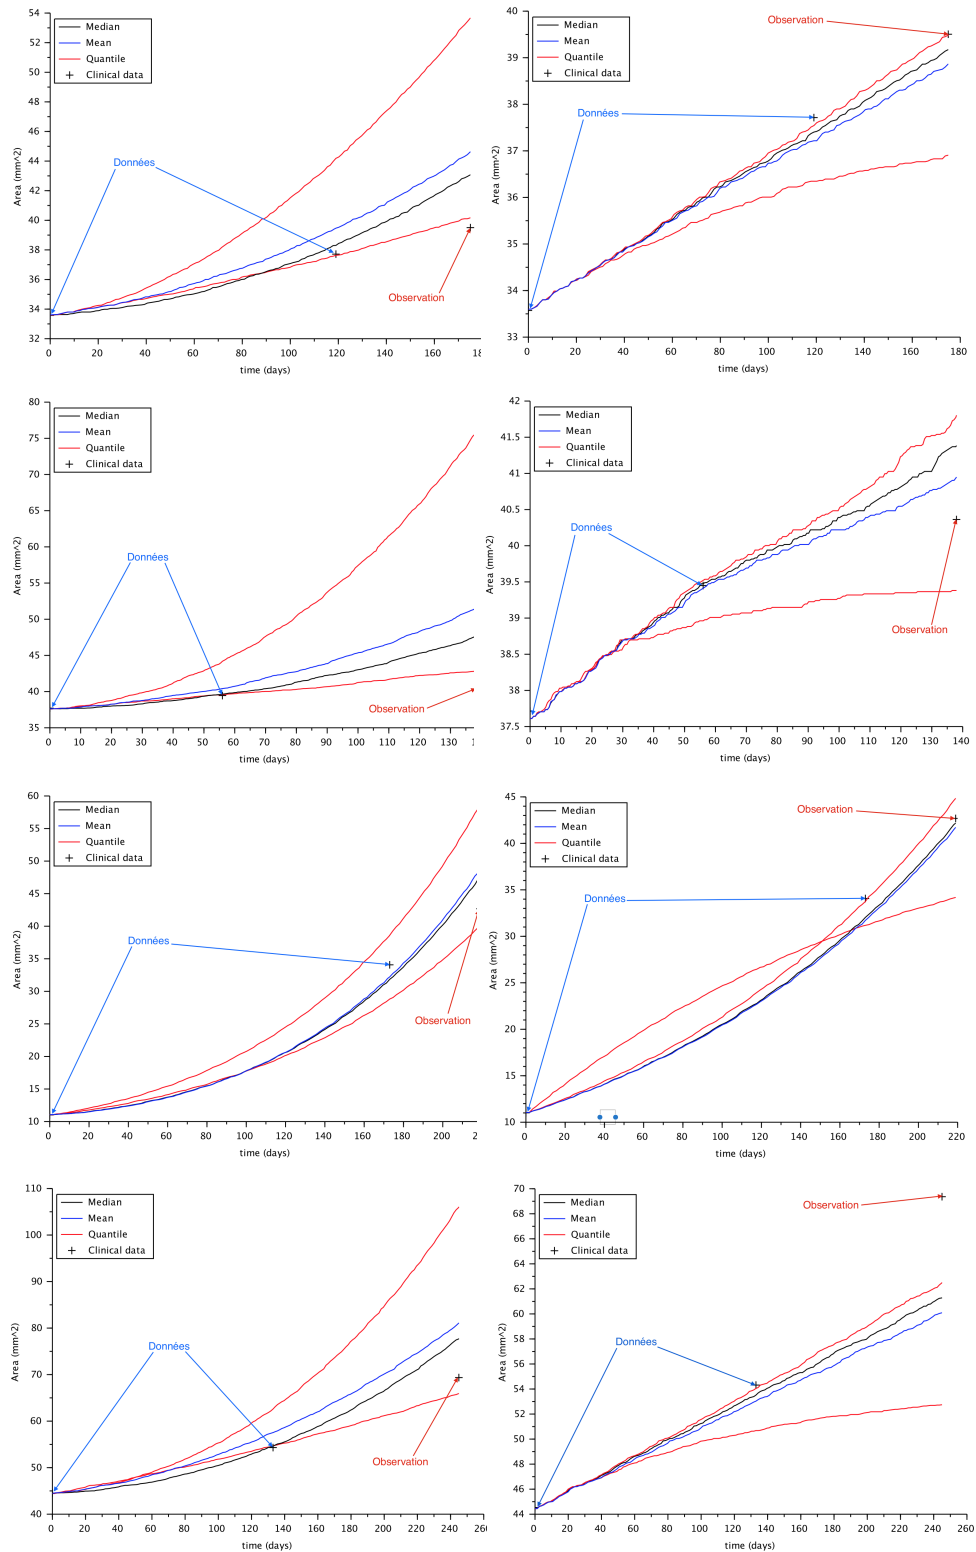 54
52
50
48
46
44
42
40
38
36
34
32
Area (mm^2)
Median
Mean
Quantile
Clinical data
Données
Observation
0 20 40 60 80 100 120 140 160 18
time (days)
40
39
38
37
36
35
34
33
Area (mm^2)
Median
Mean
Quantile
Clinical data
Observation
Données
0 20 40 60 80 100 120 140 160 180
time (days)
80
75
70
65
60
55
50
45
40
35
Area (mm^2)
Median
Mean
Quantile
Clinical data
Données
Observation
0 10 20 30 40 50 60 70 80 90 100 110 120 130 1
time (days)
42
41.5
41
40.5
40
39.5
39
38.5
38
37.5
Area (mm^2)
Median
Mean
Quantile
Clinical data
Données
Observation
0 10 20 30 40 50 60 70 80 90 100 110 120 130 140
time (days)
60
55
50
45
40
35
30
25
20
15
10
Area (mm^2)
Median
Mean
Quantile
Clinical data
Données
Observation
0 20 40 60 80 100 120 140 160 180 200 2
time (days)
45
40
35
30
25
20
15
10
Area (mm^2)
Median
Mean
Quantile
Clinical data
Observation
Données
0 20 40 60 80 100 120 140 160 180 200 220
time (days)
110
100
90
80
70
60
50
40
Area (mm^2)
Median
Mean
Quantile
Clinical data
Données
Observation
0 20 40 60 80 100 120 140 160 180 200 220 240 260
time (days)
70
68
66
64
62
60
58
56
54
52
50
48
46
44
Area (mm^2)
Median
Mean
Quantile
Clinical data
Observation
Données
0 20 40 60 80 100 120 140 160 180 200 220 240 260
time (days)